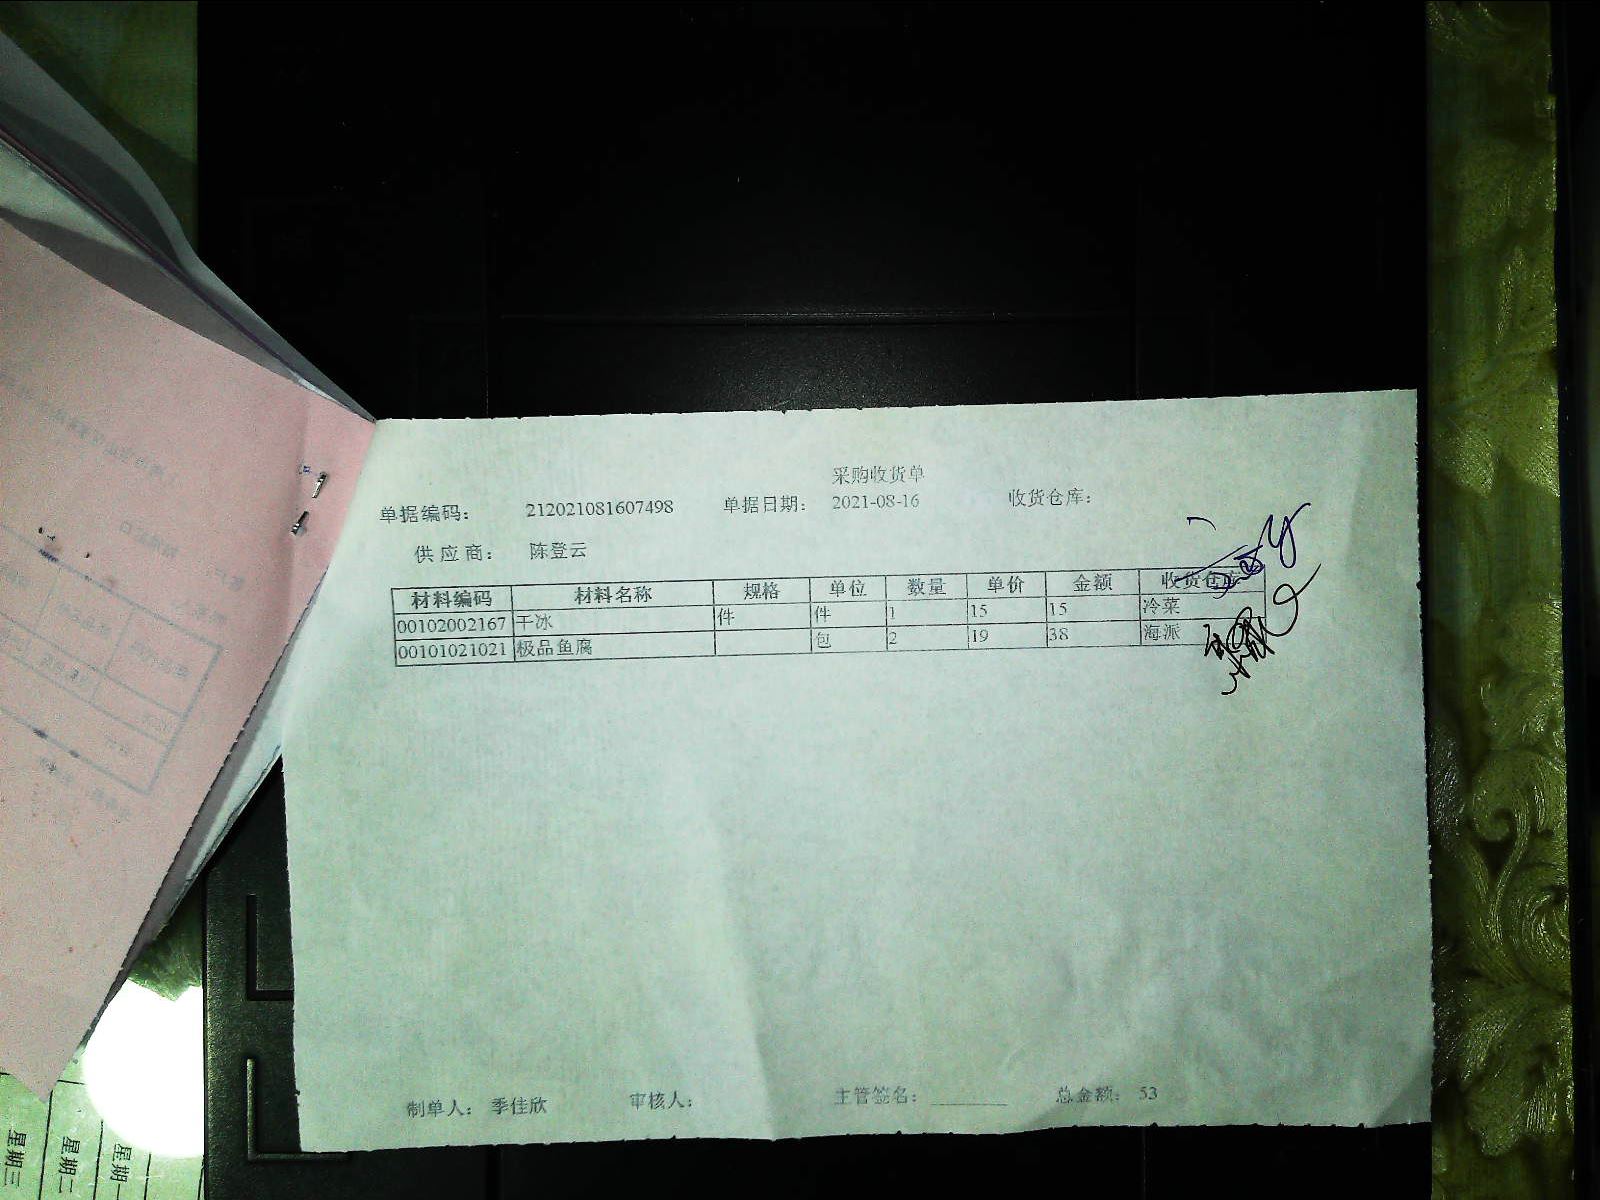 采购收货单
单据编码： 212021081607498 单据日期： 2021-08-16 收货仓库：
供应商： 陈登云
材料编码 材料名称 规格 单位 数量 单价 金额 收货仓库
00102002167 干冰 件 件 1 15 15 冷菜
00101021021 极品鱼腐 包 2 19 38 海派
制单人： 季佳欣 审核人： 主管签名： ________ 总金额： 53
星期三
星期二
星期一